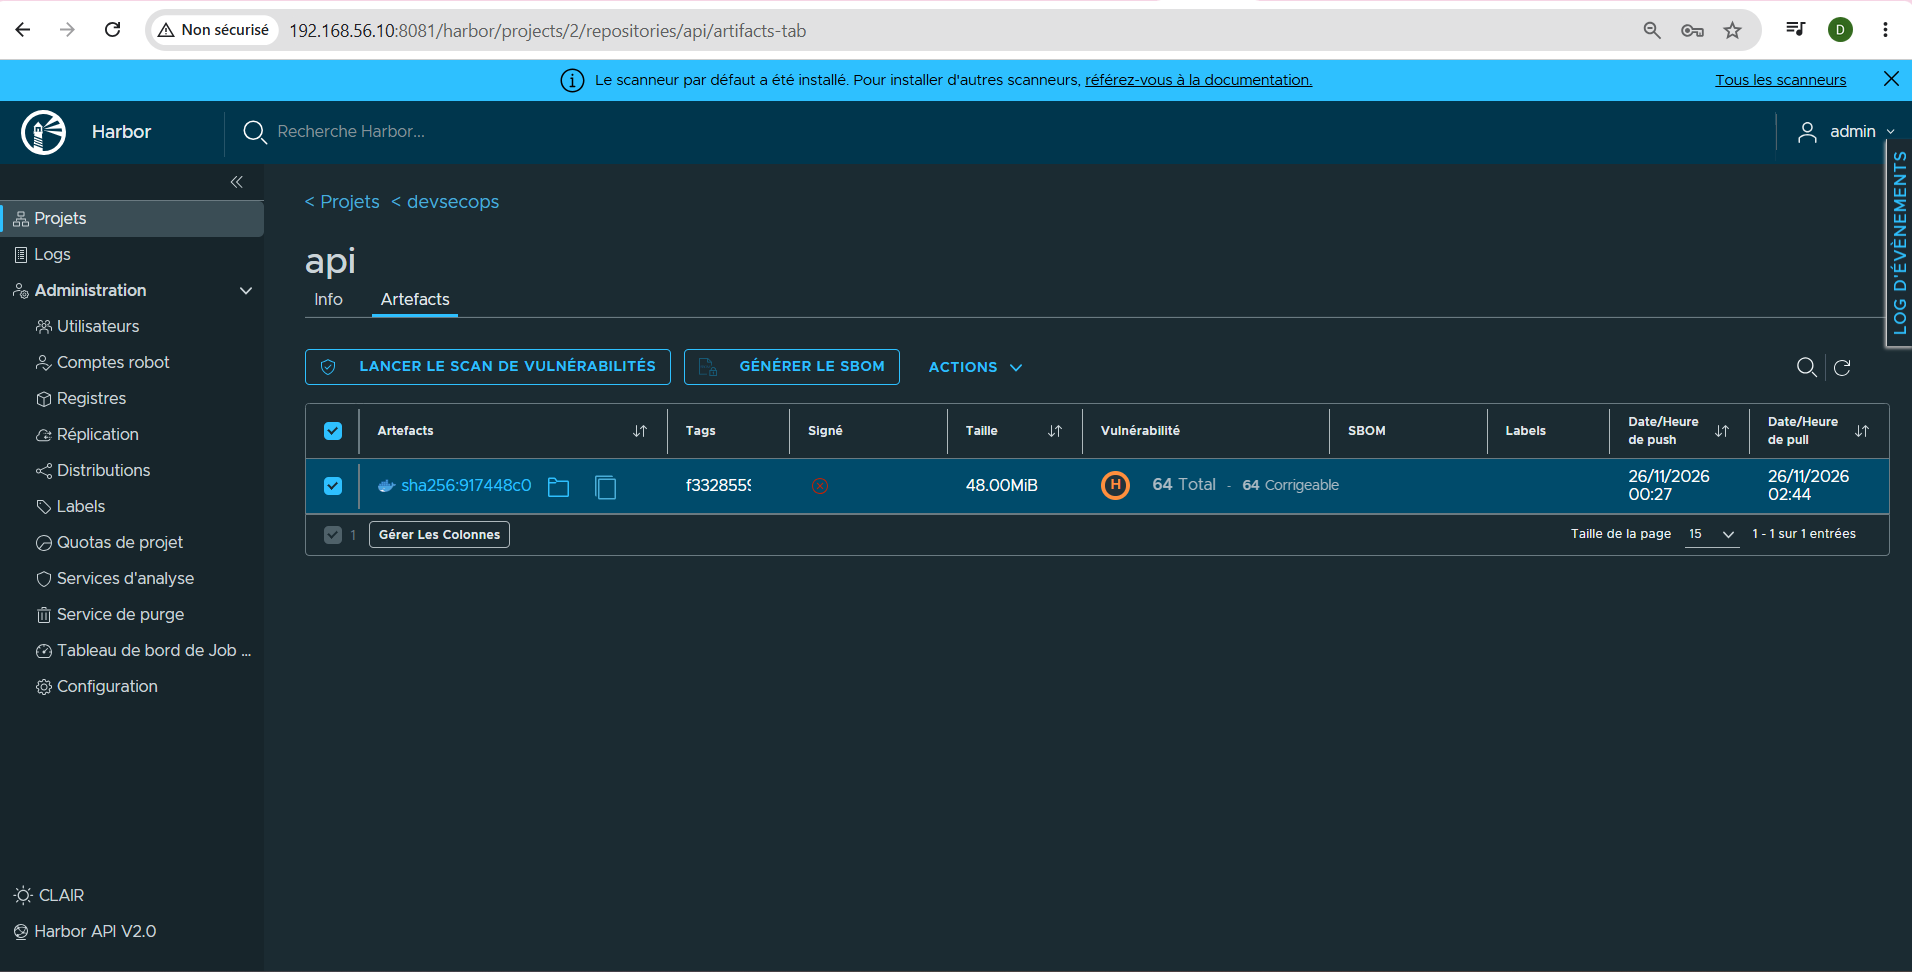 Non sécurisé
192.168.56.10:8081/harbor/projects/2/repositories/api/artifacts-tab
D
Le scanneur par défaut a été installé. Pour installer d'autres scanneurs, référez-vous à la documentation.
Tous les scanneurs
Harbor
Recherche Harbor...
admin
LOG D'ÉVÈNEMENTS
Projets
Logs
Administration
Utilisateurs
Comptes robot
Registres
Réplication
Distributions
Labels
Quotas de projet
Services d'analyse
Service de purge
Tableau de bord de Job ...
Configuration
CLAIR
Harbor API V2.0
< Projets < devsecops
api
Info
Artefacts
LANCER LE SCAN DE VULNÉRABILITÉS
GÉNÉRER LE SBOM
ACTIONS
Artefacts
Tags
Signé
Taille
Vulnérabilité
SBOM
Labels
Date/Heure de push
Date/Heure de pull
sha256:917448c0
f3328559
48.00MiB
H
64 Total - 64 Corrigeable
26/11/2026 00:27
26/11/2026 02:44
1
Gérer Les Colonnes
Taille de la page
15
1 - 1 sur 1 entrées